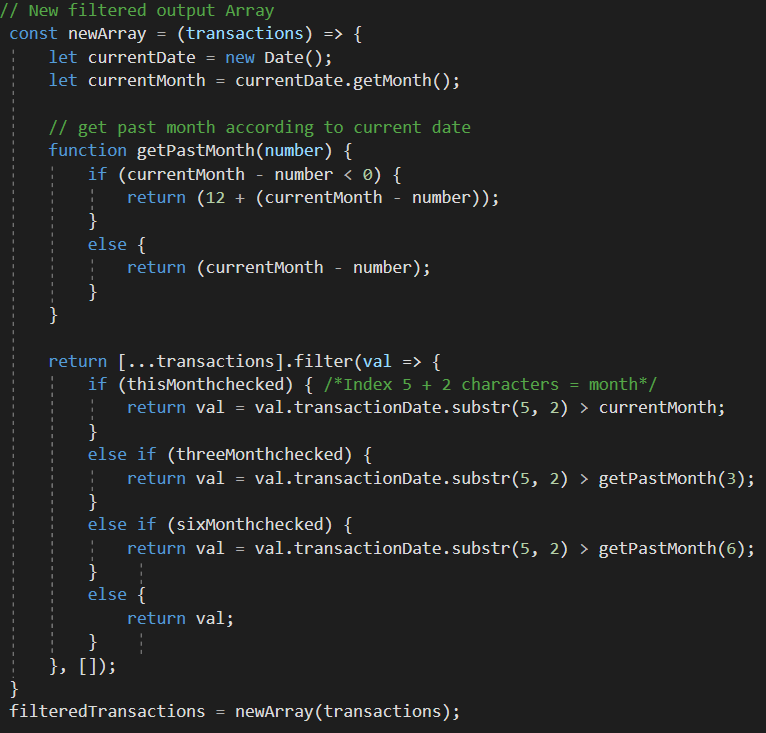 // New filtered output Array
const newArray = (transactions) => {
let currentDate = new Date();
let currentMonth = currentDate.getMonth();
// get past month according to current date
function getPastMonth(number) {
if (currentMonth - number < 0) {
return (12 + (currentMonth - number));
}
else {
return (currentMonth - number);
}
}
return [...transactions].filter(val => {
if (thisMonthchecked) { /*Index 5 + 2 characters = month*/
return val = val.transactionDate.substr(5, 2) > currentMonth;
}
else if (threeMonthchecked) {
return val = val.transactionDate.substr(5, 2) > getPastMonth(3);
}
else if (sixMonthchecked) {
return val = val.transactionDate.substr(5, 2) > getPastMonth(6);
}
else {
return val;
}
}, []);
}
filteredTransactions = newArray(transactions);